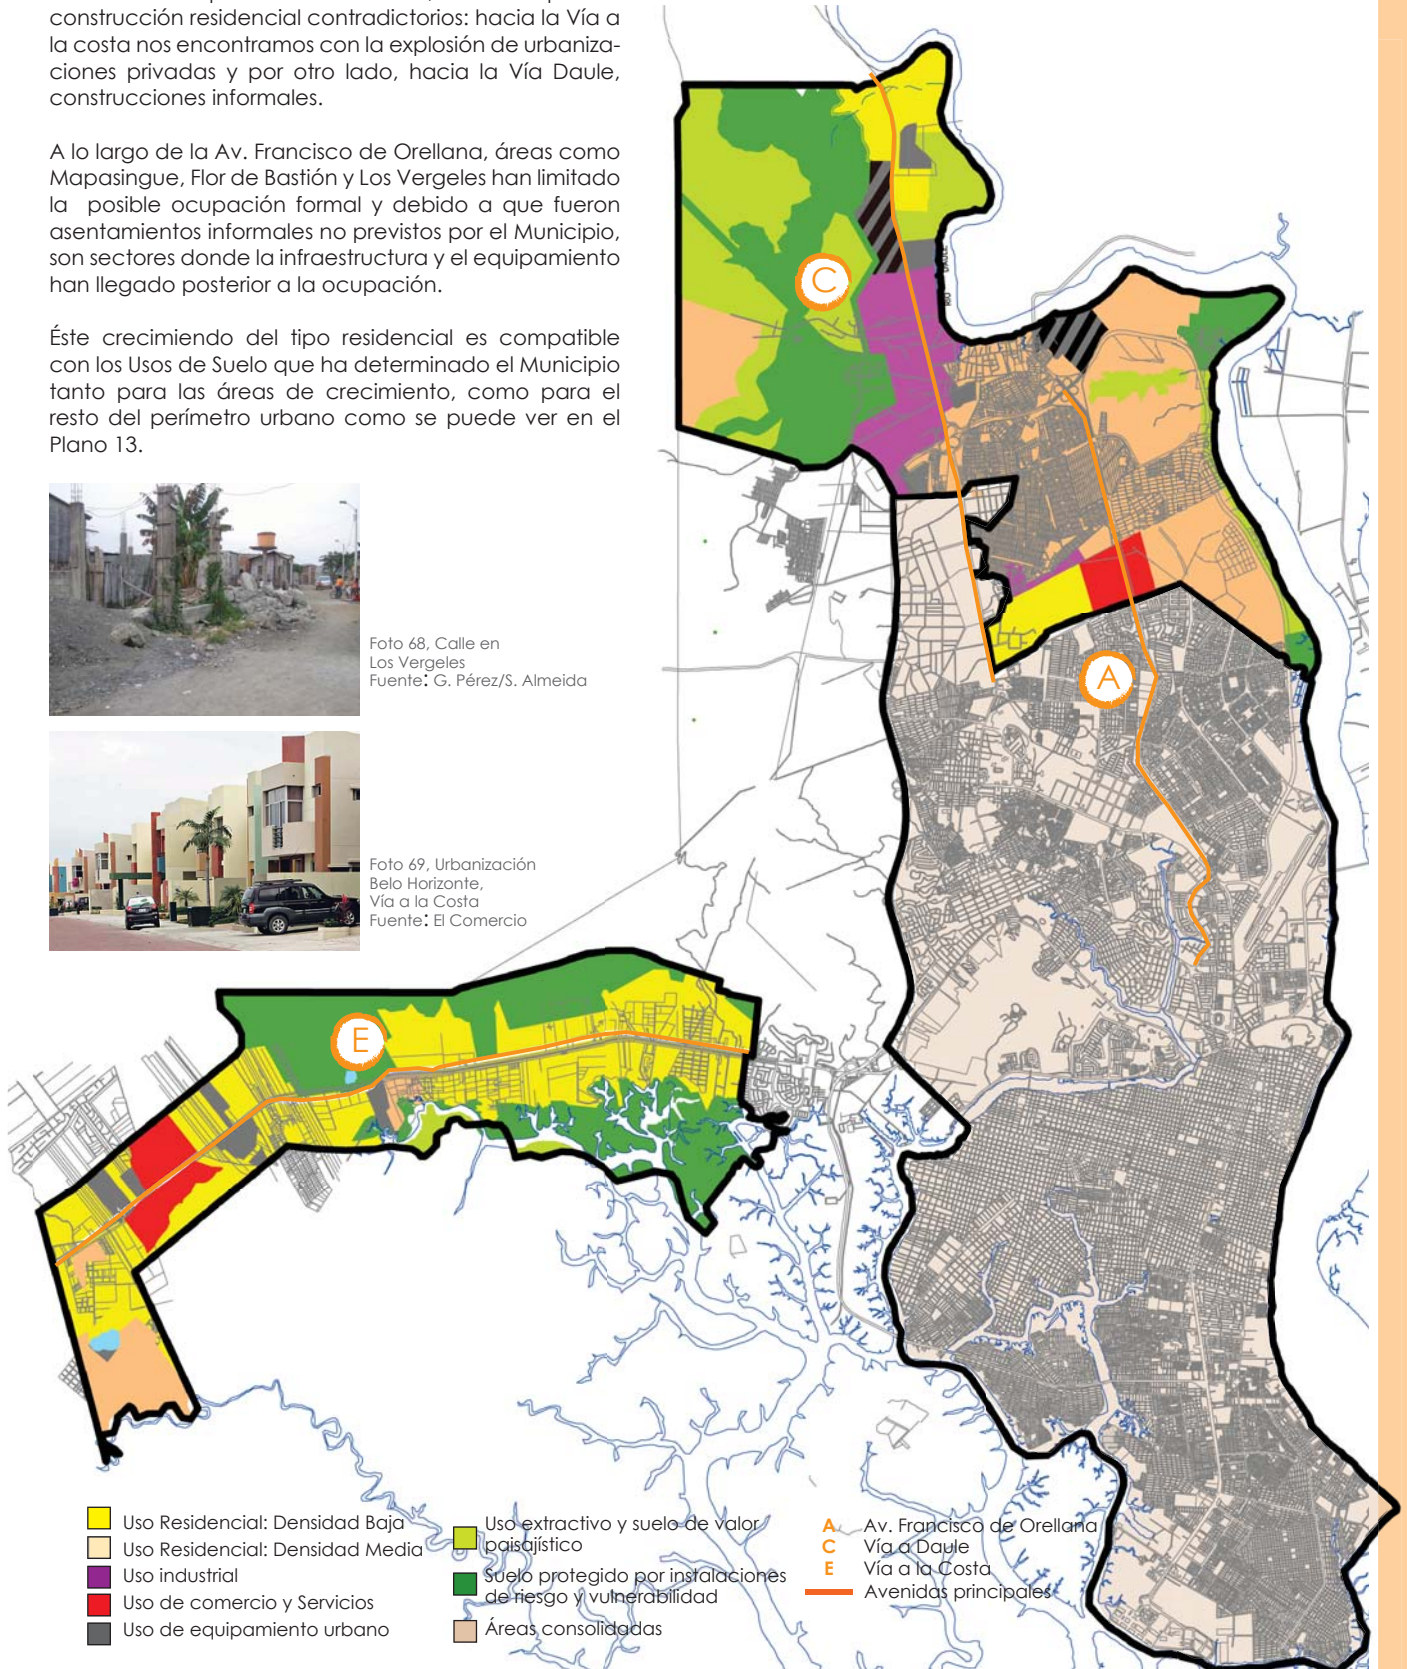 construcción residencial contradictorios: hacia la Vía a
la costa nos encontramos con la explosión de urbaniza-
ciones privadas y por otro lado, hacia la Vía Daule,
construcciones informales.
A lo largo de la Av. Francisco de Orellana, áreas como
Mapasingue, Flor de Bastión y Los Vergeles han limitado
la posible ocupación formal y debido a que fueron
asentamientos informales no previstos por el Municipio,
son sectores donde la infraestructura y el equipamiento
han llegado posterior a la ocupación.
Éste crecimiendo del tipo residencial es compatible
con los Usos de Suelo que ha determinado el Municipio
tanto para las áreas de crecimiento, como para el
resto del perímetro urbano como se puede ver en el
Plano 13.
Foto 68, Calle en
Los Vergeles
Fuente: G. Pérez/S. Almeida
Foto 69, Urbanización
Belo Horizonte,
Vía a la Costa
Fuente: El Comercio
C
RIO DAULE
A
E
Uso Residencial: Densidad Baja
Uso Residencial: Densidad Media
Uso industrial
Uso de comercio y Servicios
Uso de equipamiento urbano
Uso extractivo y suelo de valor
paisajístico
Suelo protegido por instalaciones
de riesgo y vulnerabilidad
Áreas consolidadas
A Av. Francisco de Orellana
C Vía a Daule
E Vía a la Costa
Avenidas principales